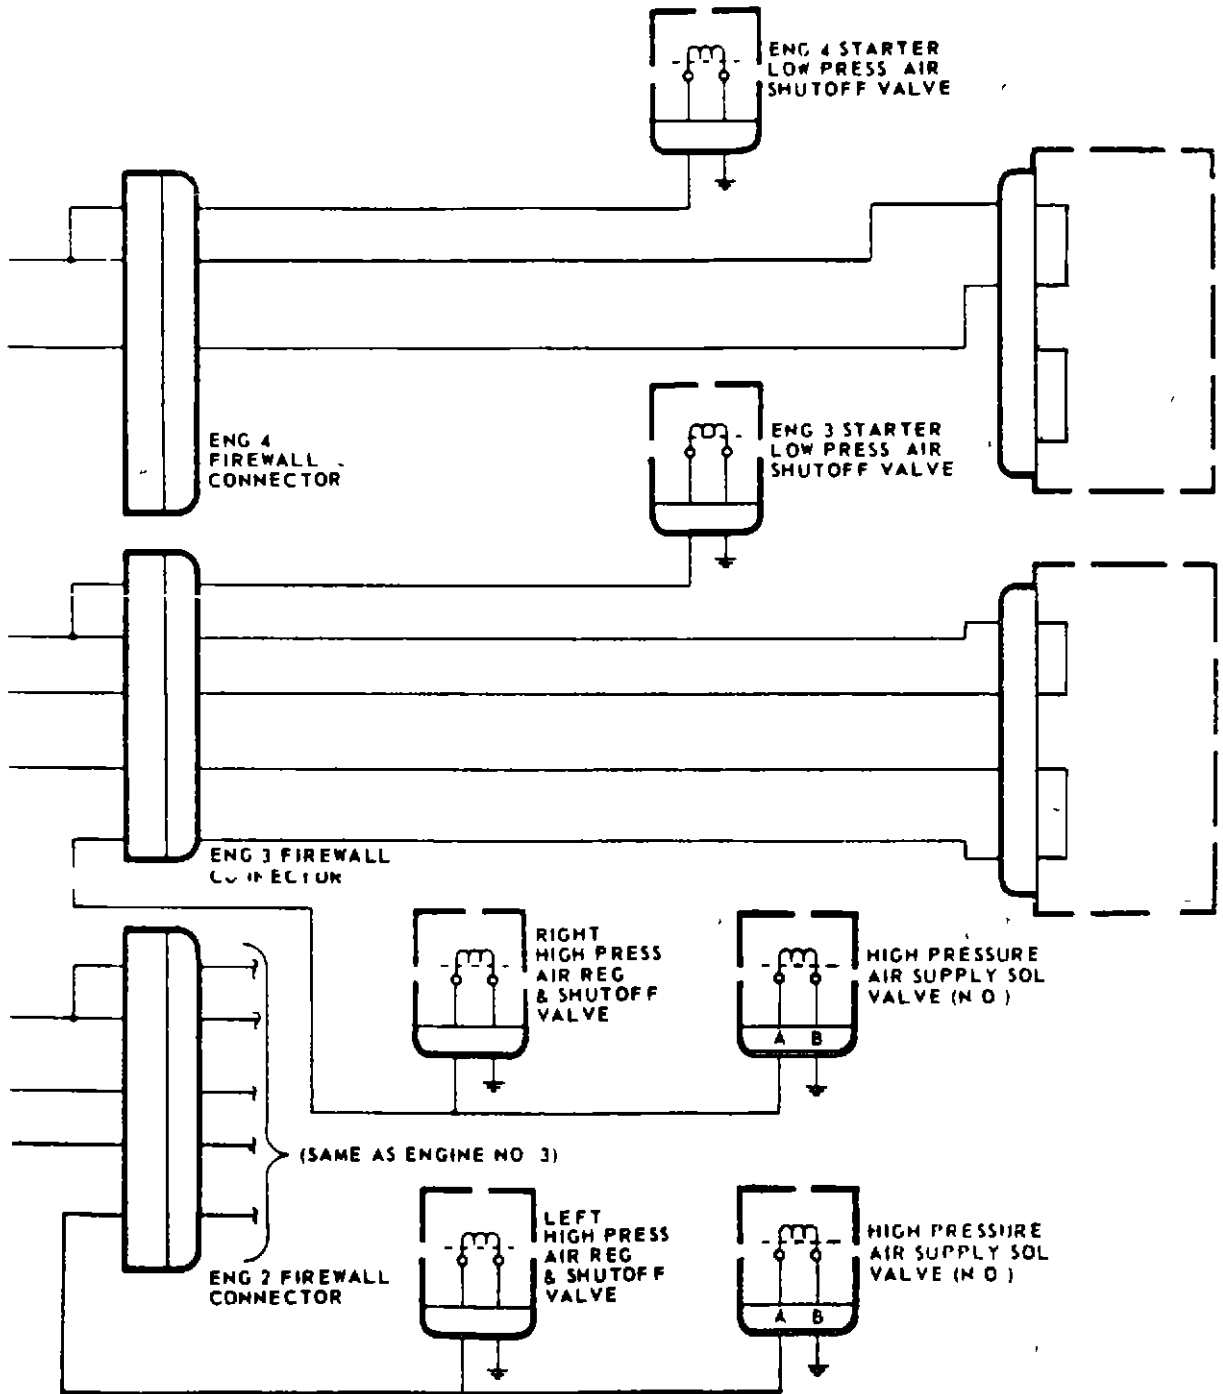 ENG 4 STARTER
LOW PRESS AIR
SHUTOFF VALVE
ENG 4
FIREWALL
CONNECTOR
ENG 3 STARTER
LOW PRESS AIR
SHUTOFF VALVE
ENG 3 FIREWALL
RIGHT
HIGH PRESS
AIR REG
& SHUTOFF
VALVE
HIGH PRESSURE
AIR SUPPLY SOL
VALVE (N O)
A B
(SAME AS ENGINE NO 3)
ENG 2 FIREWALL
CONNECTOR
LEFT
HIGH PRESS
AIR REG
& SHUTOFF
VALVE
HIGH PRESSURE
AIR SUPPLY SOL
VALVE (N O)
A B